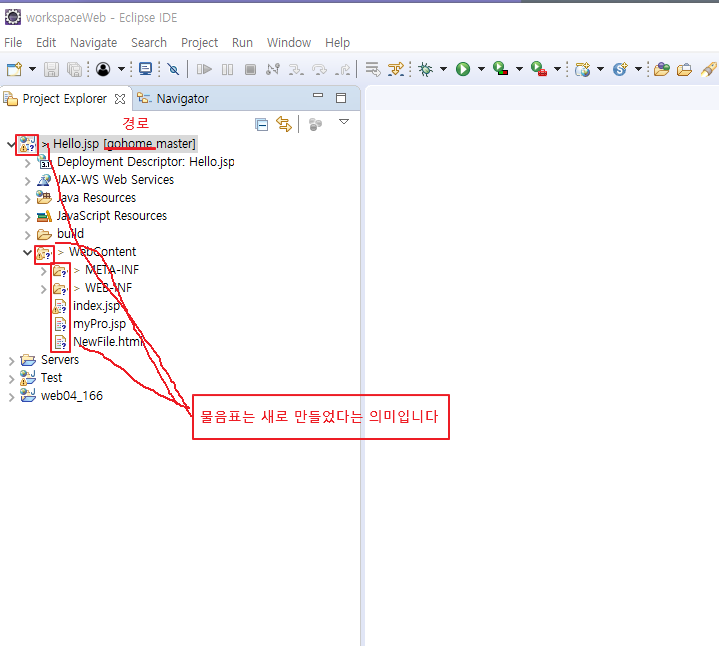 workspaceWeb - Eclipse IDE
File Edit Navigate Search Project Run Window Help
Project Explorer Navigator
경로
> Hello.jsp [gohome master]
3.1 Deployment Descriptor: Hello.jsp
JAX-WS Web Services
Java Resources
JavaScript Resources
build
> WebContent
> META-INF
> WEB-INF
index.jsp
myPro.jsp
NewFile.html
Servers
Test
web04_166
물음표는 새로 만들었다는 의미입니다